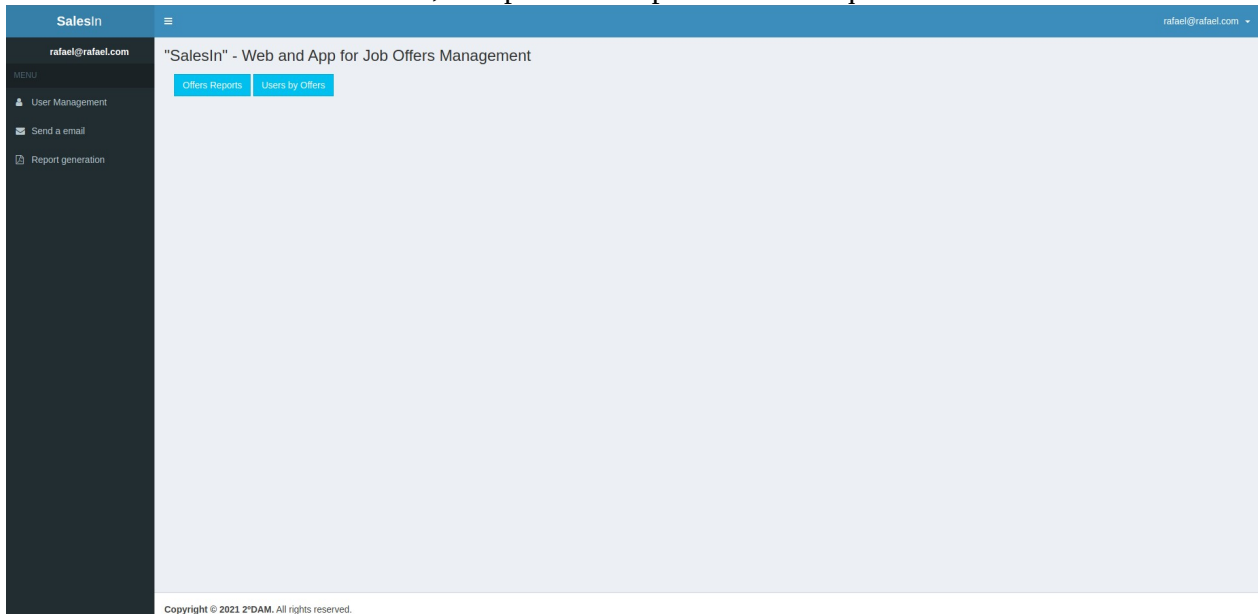 SalesIn
rafael@rafael.com
rafael@rafael.com
MENU
User Management
Send a email
Report generation
"SalesIn" - Web and App for Job Offers Management
Offers Reports
Users by Offers
Copyright © 2021 2ºDAM. All rights reserved.